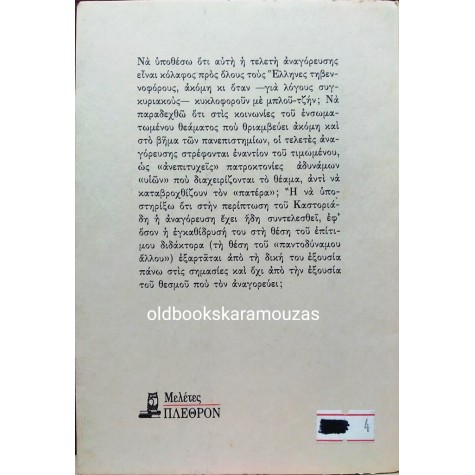 Νὰ ὑποθέσω ὅτι αὐτὴ ἡ τελετὴ ἀναγόρευσης
εἶναι κόλαφος πρὸς ὅλους τοὺς Ἕλληνες τηβεν-
νοφόρους, ἀκόμη κι ὅταν —γιὰ λόγους συγ-
κυριακοὺς— κυκλοφοροῦν μὲ μπλοῦ-τζήν; Νὰ
παραδεχθῶ ὅτι στὶς κοινωνίες τοῦ ἐνσωμα-
τωμένου θεάματος ποὺ θριαμβεύει ἀκόμη καὶ
στὸ βῆμα τῶν πανεπιστημίων, οἱ τελετὲς ἀνα-
γόρευσης στρέφονται ἐναντίον τοῦ τιμωμένου,
ὡς «ἀνεπιτυχεῖς» πατροκτονίες ἀδυνάμων
«υἱῶν» ποὺ διαχειρίζονται τὸ θέαμα, ἀντὶ νὰ
καταβροχθίζουν τὸν «πατέρα»; Ἢ νὰ ὑπο-
στηρίξω ὅτι στὴν περίπτωση τοῦ Καστοριά-
δη ἡ ἀναγόρευση ἔχει ἤδη συντελεσθεῖ, ἐφ'
ὅσον ἡ ἐγκαθίδρυσή του στὴ θέση τοῦ ἐπίτι-
μου διδάκτορα (τὴ θέση τοῦ «παντοδύναμου
ἄλλου») ἐξαρτᾶται ἀπὸ τὴ δική του ἐξουσία
πάνω στὶς σημασίες καὶ ὄχι ἀπὸ τὴν ἐξουσία
τοῦ θεσμοῦ ποὺ τὸν ἀναγορεύει;
oldbookskaramouzas
Μελέτες
ΠΛΕΘΡΟΝ
4